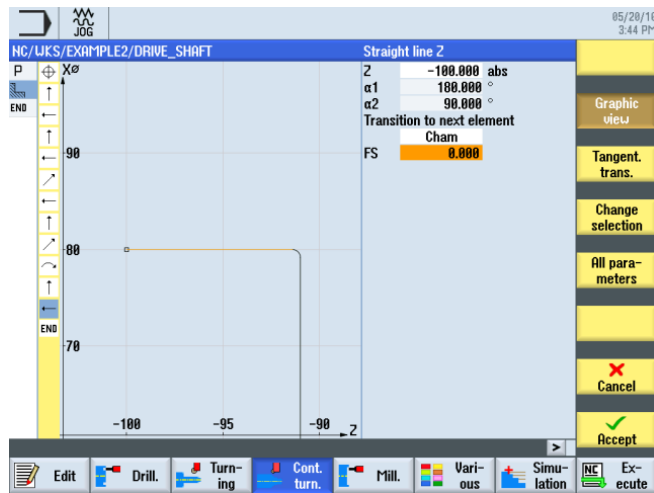 JOG
05/20/16
3:44 PM
NC/WKS/EXAMPLE2/DRIVE_SHAFT
Straight line Z
P
END
XØ
90
80
70
-100
-95
-90
Z
END
Z -100.000 abs
α1 180.000 °
α2 90.000 °
Transition to next element
Cham
FS 0.000
Graphic
view
Tangent.
trans.
Change
selection
All para-
meters
Cancel
Accept
>
Edit
Drill.
Turn-
ing
Cont.
turn.
Mill.
Vari-
ous
Simu-
lation
NC
Ex-
ecute